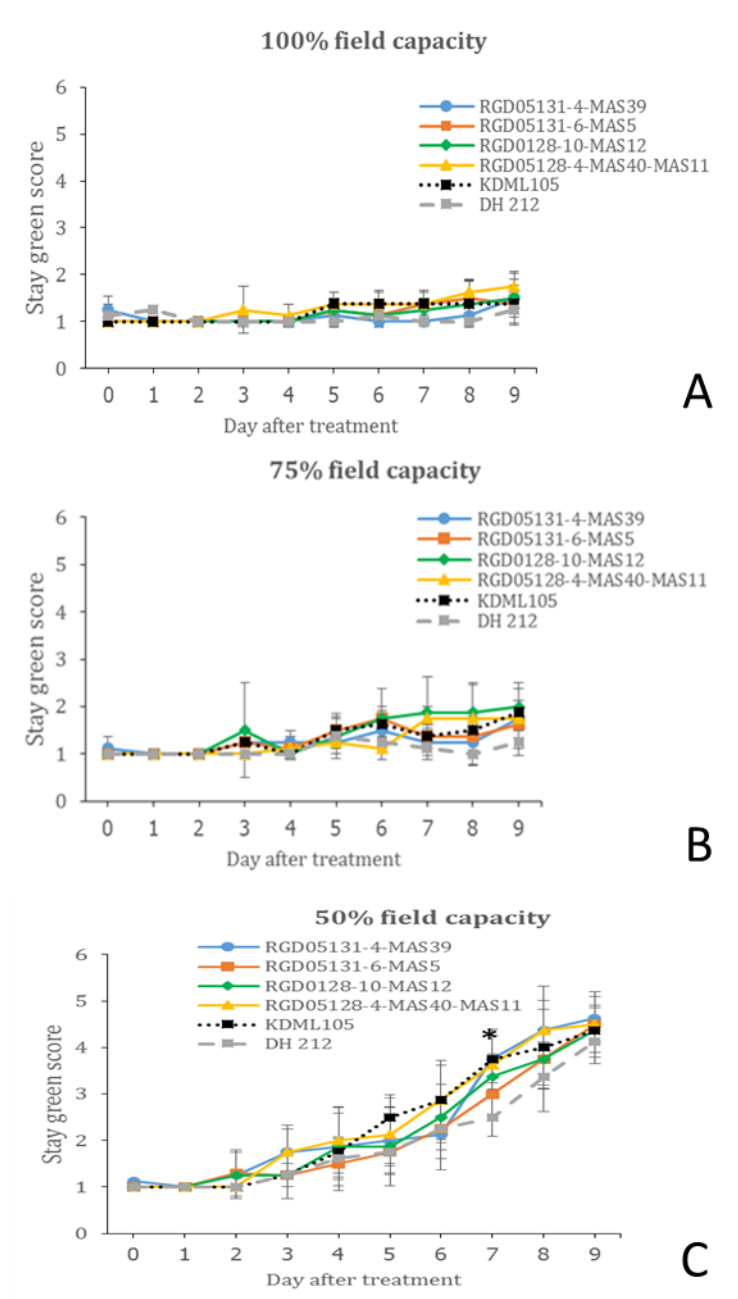 100% field capacity
6
5
4
3
2
1
0
Stay green score
RGD05131-4-MAS39
RGD05131-6-MAS5
RGD0128-10-MAS12
RGD05128-4-MAS40-MAS11
KDML105
DH 212
0 1 2 3 4 5 6 7 8 9
Day after treatment
A
75% field capacity
6
5
4
3
2
1
0
Stay green score
RGD05131-4-MAS39
RGD05131-6-MAS5
RGD0128-10-MAS12
RGD05128-4-MAS40-MAS11
KDML105
DH 212
0 1 2 3 4 5 6 7 8 9
Day after treatment
B
50% field capacity
6
5
4
3
2
1
0
Stay green score
RGD05131-4-MAS39
RGD05131-6-MAS5
RGD0128-10-MAS12
RGD05128-4-MAS40-MAS11
KDML105
DH 212
*
0 1 2 3 4 5 6 7 8 9
Day after treatment
C